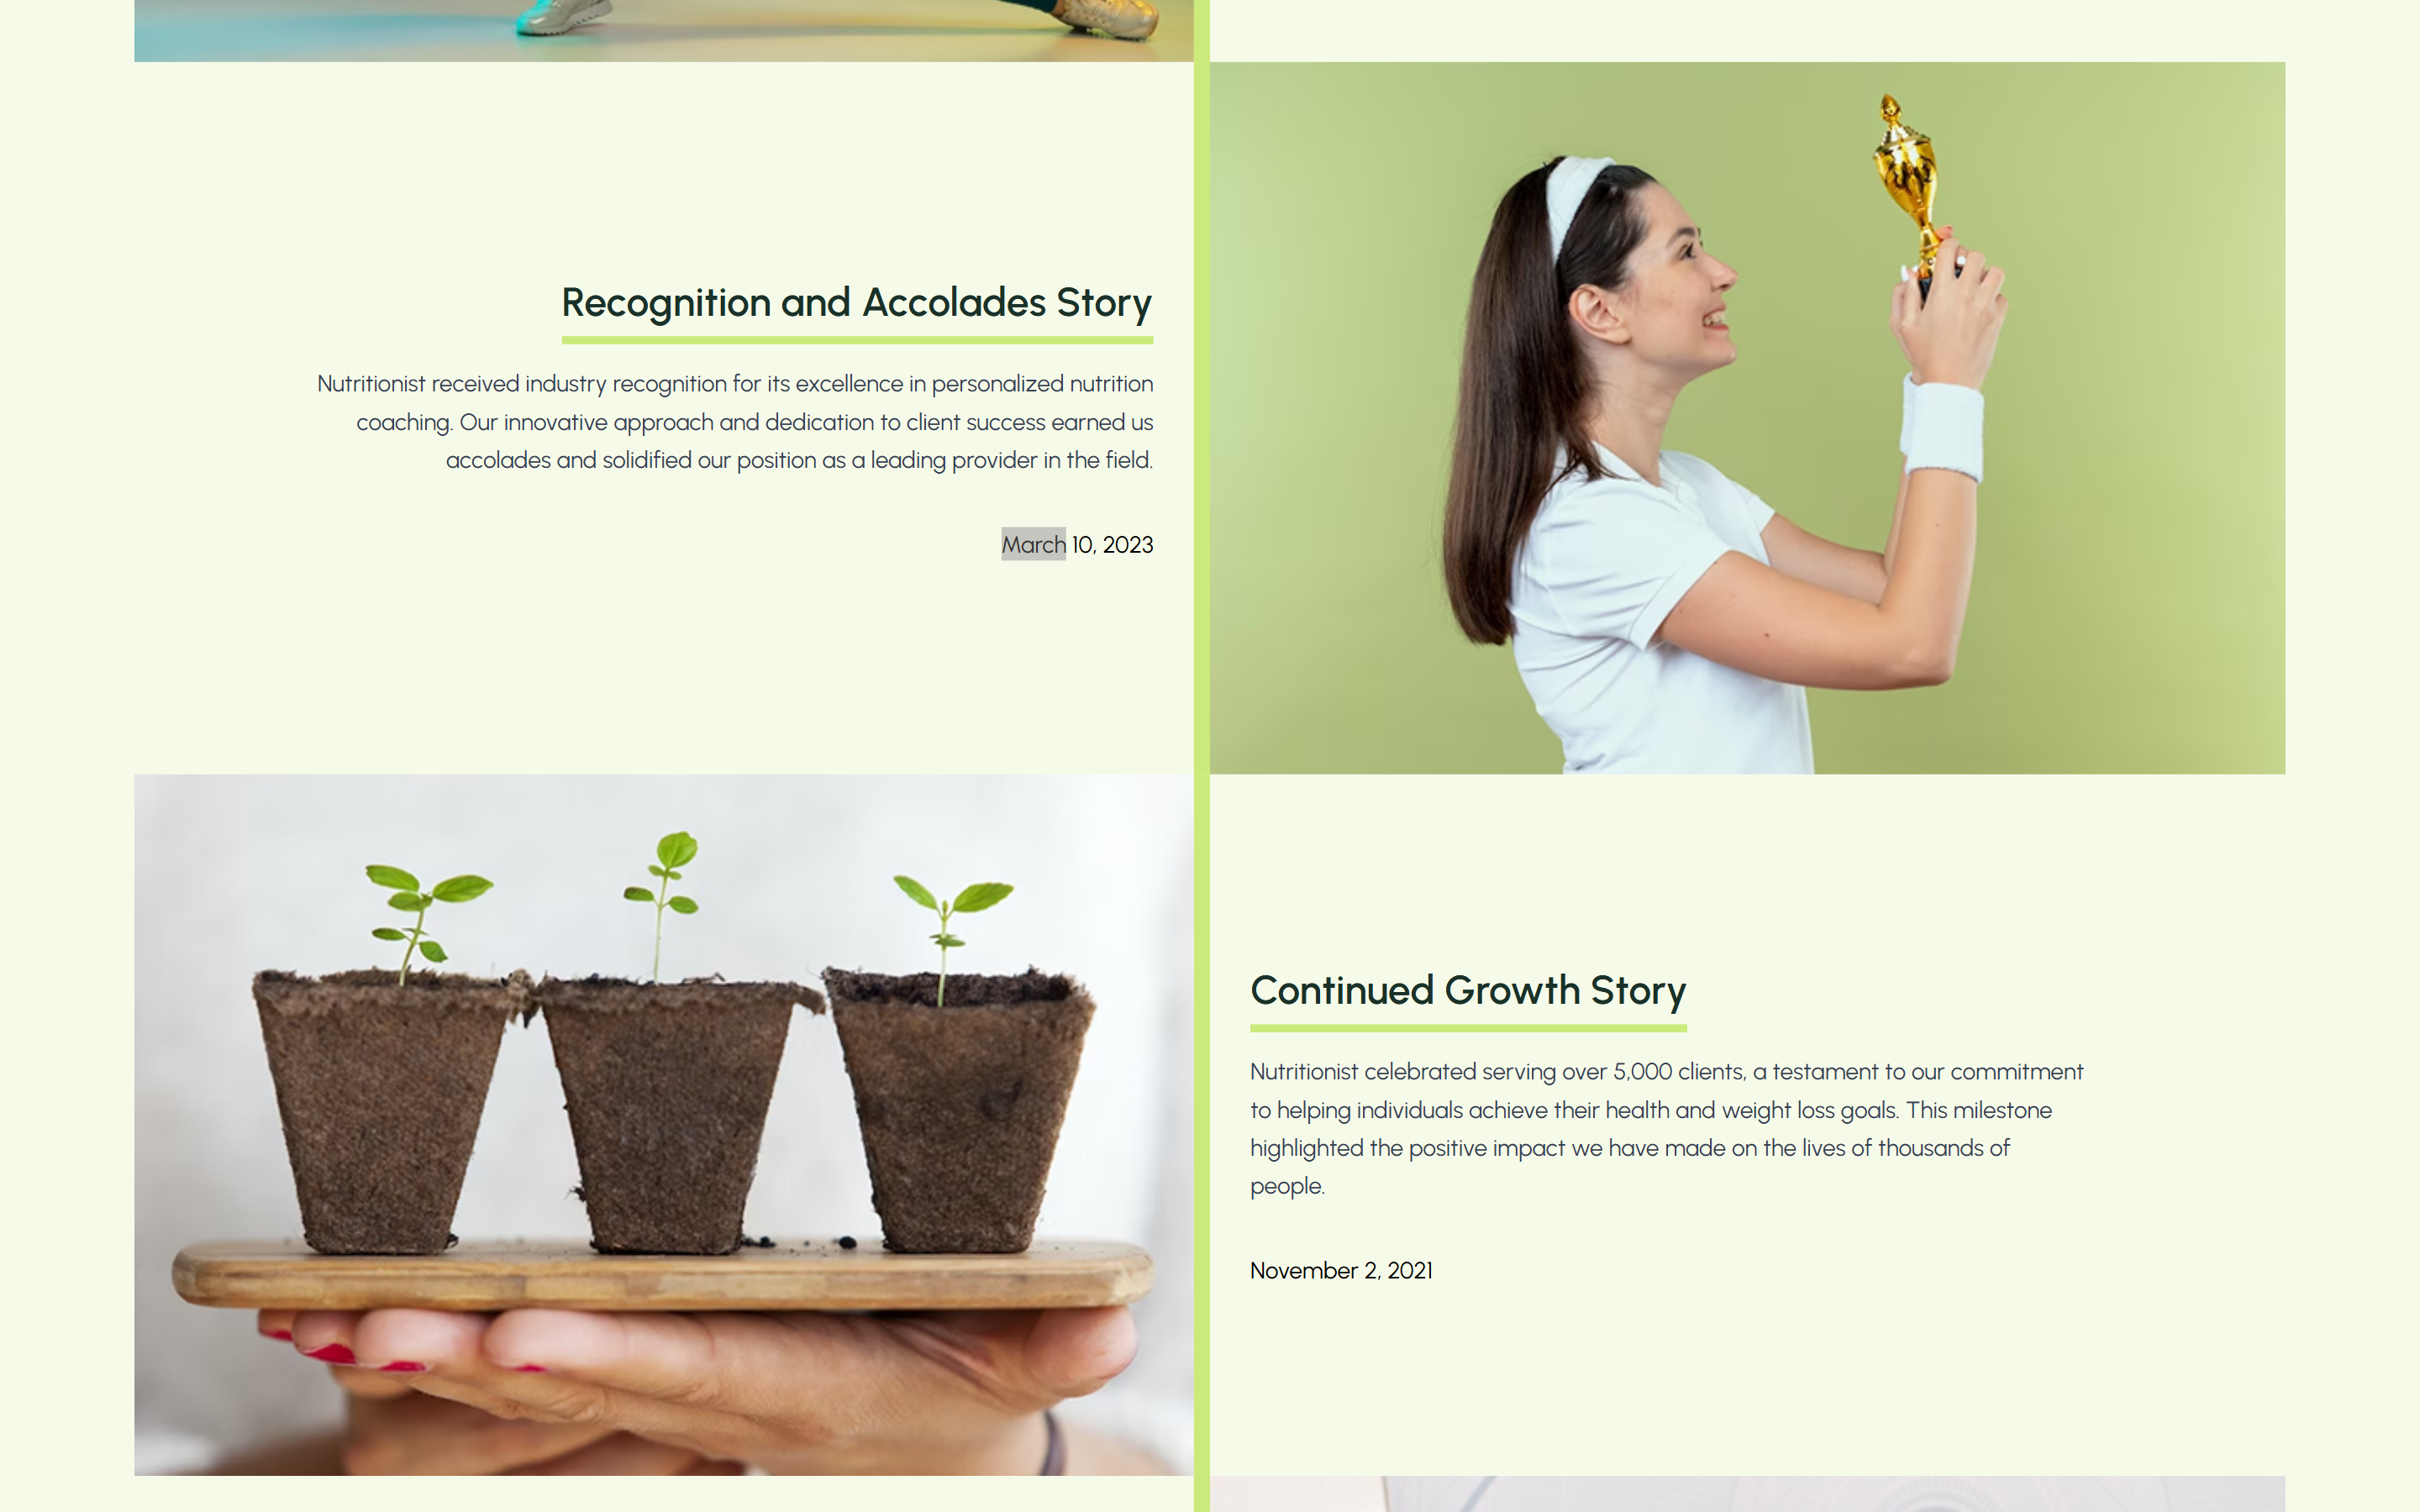 Recognition and Accolades Story
Nutritionist received industry recognition for its excellence in personalized nutrition
coaching. Our innovative approach and dedication to client success earned us
accolades and solidified our position as a leading provider in the field.
March 10, 2023
Continued Growth Story
Nutritionist celebrated serving over 5,000 clients, a testament to our commitment
to helping individuals achieve their health and weight loss goals. This milestone
highlighted the positive impact we have made on the lives of thousands of
people.
November 2, 2021